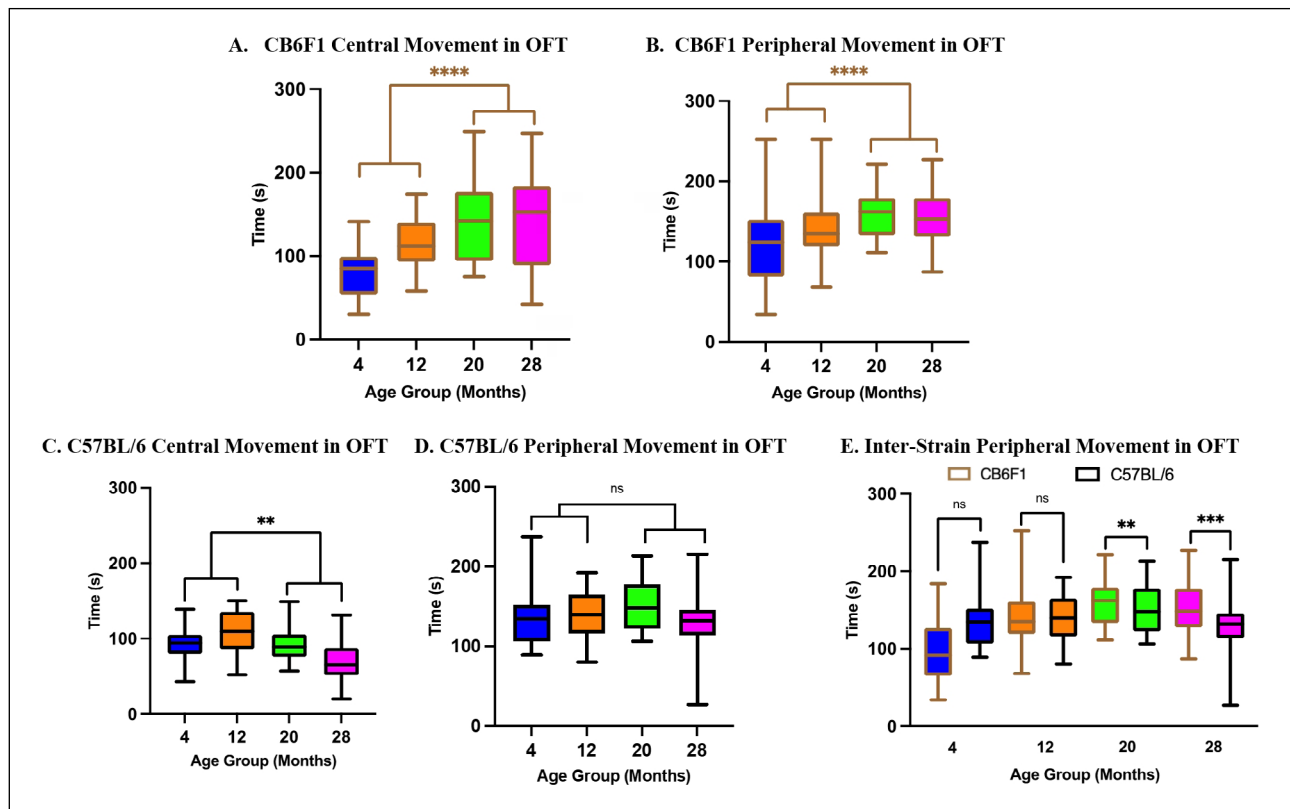 A. CB6F1 Central Movement in OFT
****
300
200
100
0
Time (s)
4 12 20 28
Age Group (Months)
B. CB6F1 Peripheral Movement in OFT
****
300
200
100
0
Time (s)
4 12 20 28
Age Group (Months)
C. C57BL/6 Central Movement in OFT
**
300
200
100
0
Time (s)
4 12 20 28
Age Group (Months)
D. C57BL/6 Peripheral Movement in OFT
ns
300
200
100
0
Time (s)
4 12 20 28
Age Group (Months)
E. Inter-Strain Peripheral Movement in OFT
CB6F1 C57BL/6
ns ns ** ***
300
200
100
0
Time (s)
4 12 20 28
Age Group (Months)